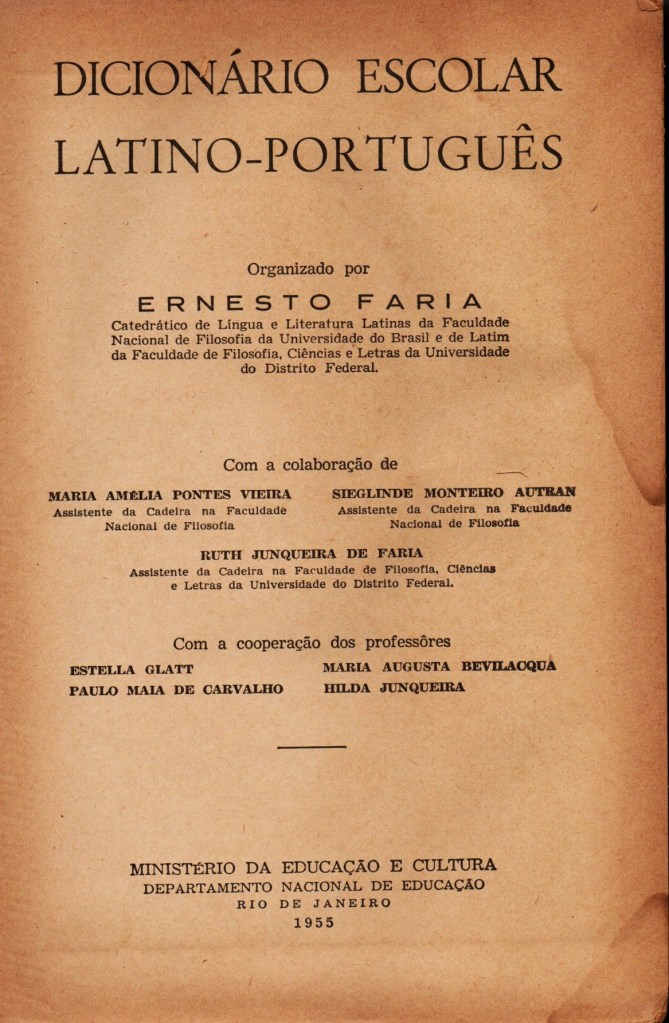 DICIONÁRIO ESCOLAR
LATINO-PORTUGUÊS
Organizado por
ERNESTO FARIA
Catedrático de Língua e Literatura Latinas da Faculdade
Nacional de Filosofia da Universidade do Brasil e de Latim
da Faculdade de Filosofia, Ciências e Letras da Universidade
do Distrito Federal.
Com a colaboração de
MARIA AMÉLIA PONTES VIEIRA
Assistente da Cadeira na Faculdade
Nacional de Filosofia
SIEGLINDE MONTEIRO AUTRAN
Assistente da Cadeira na Faculdade
Nacional de Filosofia
RUTH JUNQUEIRA DE FARIA
Assistente da Cadeira na Faculdade de Filosofia, Ciências
e Letras da Universidade do Distrito Federal.
Com a cooperação dos professôres
ESTELLA GLATT
MARIA AUGUSTA BEVILACQUA
PAULO MAIA DE CARVALHO
HILDA JUNQUEIRA
MINISTÉRIO DA EDUCAÇÃO E CULTURA
DEPARTAMENTO NACIONAL DE EDUCAÇÃO
RIO DE JANEIRO
1955